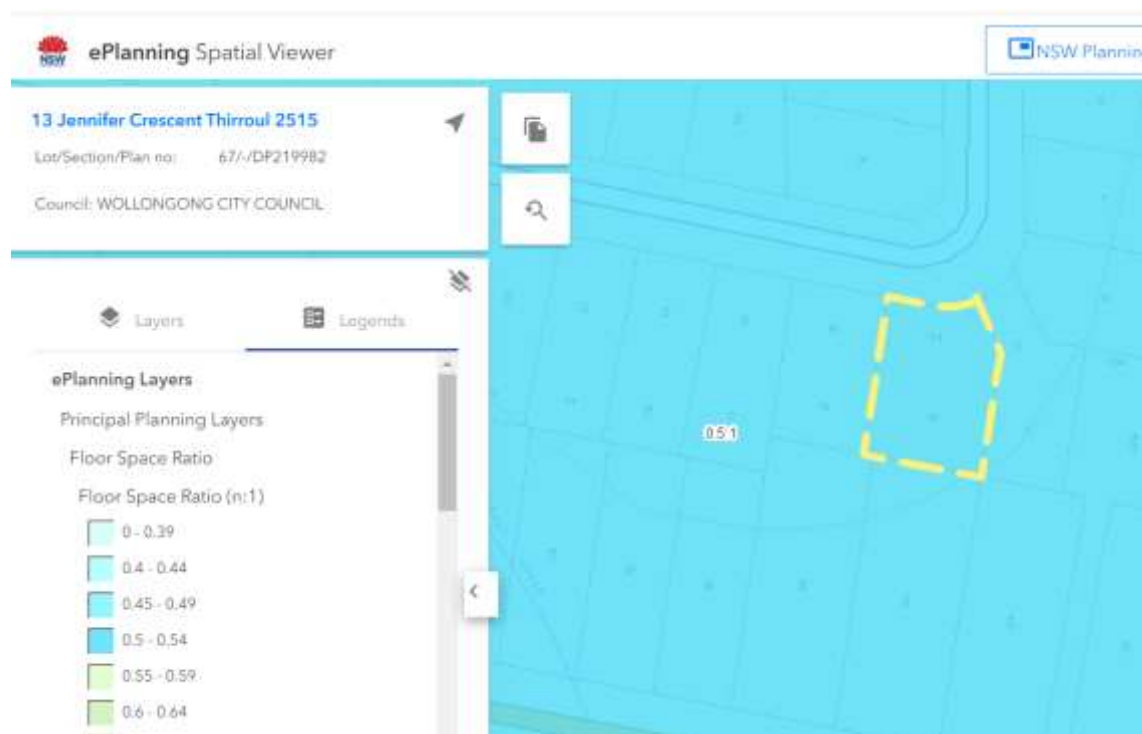 NSW
ePlanning Spatial Viewer
NSW Plannin
13 Jennifer Crescent Thirroul 2515
Lot/Section/Plan no: 67/-/DP219982
Council: WOLLONGONG CITY COUNCIL
Layers
Legends
ePlanning Layers
Principal Planning Layers
Floor Space Ratio
Floor Space Ratio (n:1)
0 - 0.39
0.4 - 0.44
0.45 - 0.49
0.5 - 0.54
0.55 - 0.59
0.6 - 0.64
0.5:1